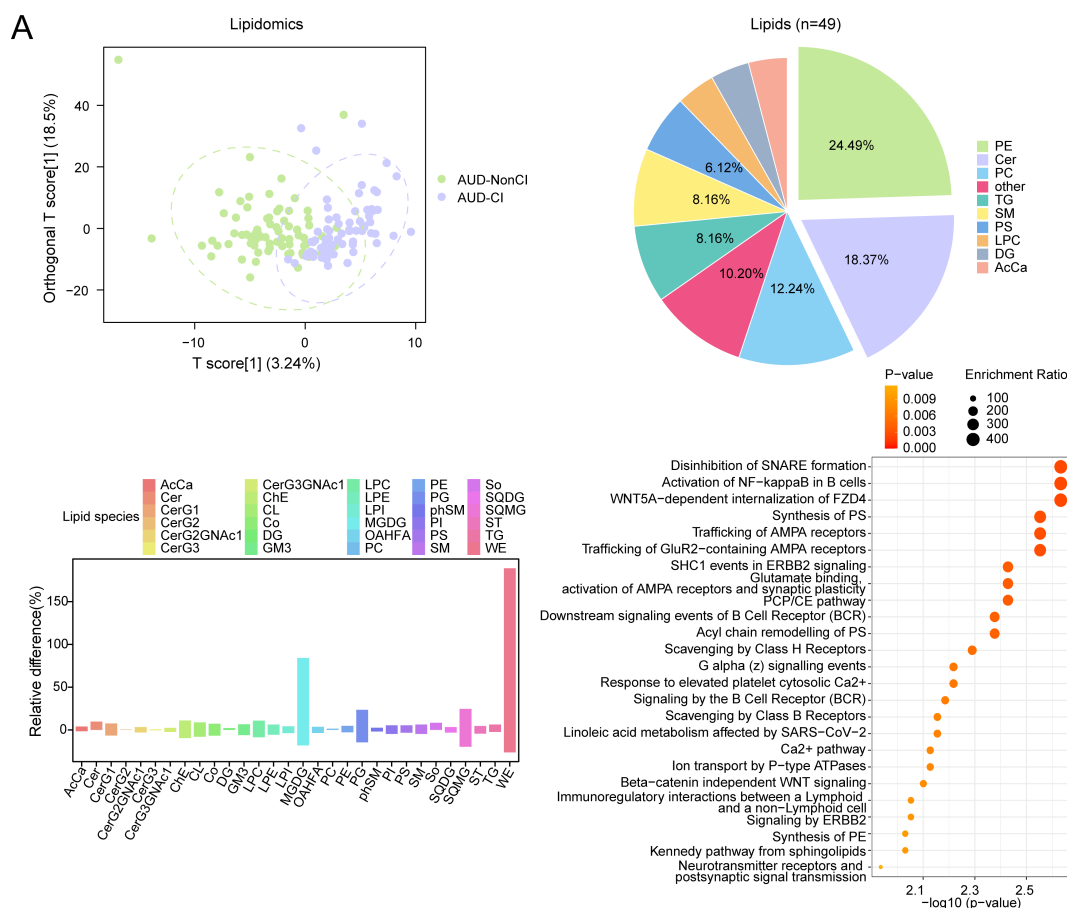 A
Lipidomics
Orthogonal T score[1] (18.5%)
40
20
0
−20
−10
0
10
T score[1] (3.24%)
AUD-NonCI
AUD-CI
Lipids (n=49)
24.49%
18.37%
12.24%
10.20%
8.16%
8.16%
6.12%
PE
Cer
PC
other
TG
SM
PS
LPC
DG
AcCa
Lipid species
AcCa
Cer
CerG1
CerG2
CerG2GNAc1
CerG3
CerG3GNAc1
ChE
CL
Co
DG
GM3
LPC
LPE
LPI
MGDG
OAHFA
PC
PE
PG
phSM
PI
PS
SM
So
SQDG
SQMG
ST
TG
WE
Relative difference(%)
150
100
50
0
AcCa
Cer
CerG1
CerG2
CerG2GNAc1
CerG3
CerG3GNAc1
ChE
CL
Co
DG
GM3
LPC
LPE
LPI
MGDG
OAHFA
PC
PE
PG
phSM
PI
PS
SM
So
SQDG
SQMG
ST
TG
WE
P−value
0.009
0.006
0.003
0.000
Enrichment Ratio
100
200
300
400
Disinhibition of SNARE formation
Activation of NF−kappaB in B cells
WNT5A−dependent internalization of FZD4
Synthesis of PS
Trafficking of AMPA receptors
Trafficking of GluR2−containing AMPA receptors
SHC1 events in ERBB2 signaling
Glutamate binding,
activation of AMPA receptors and synaptic plasticity
PCP/CE pathway
Downstream signaling events of B Cell Receptor (BCR)
Acyl chain remodelling of PS
Scavenging by Class H Receptors
G alpha (z) signalling events
Response to elevated platelet cytosolic Ca2+
Signaling by the B Cell Receptor (BCR)
Scavenging by Class B Receptors
Linoleic acid metabolism affected by SARS−CoV−2
Ca2+ pathway
Ion transport by P−type ATPases
Beta−catenin independent WNT signaling
Immunoregulatory interactions between a Lymphoid
and a non−Lymphoid cell
Signaling by ERBB2
Synthesis of PE
Kennedy pathway from sphingolipids
Neurotransmitter receptors and
postsynaptic signal transmission
2.1
2.3
2.5
−log10 (p−value)